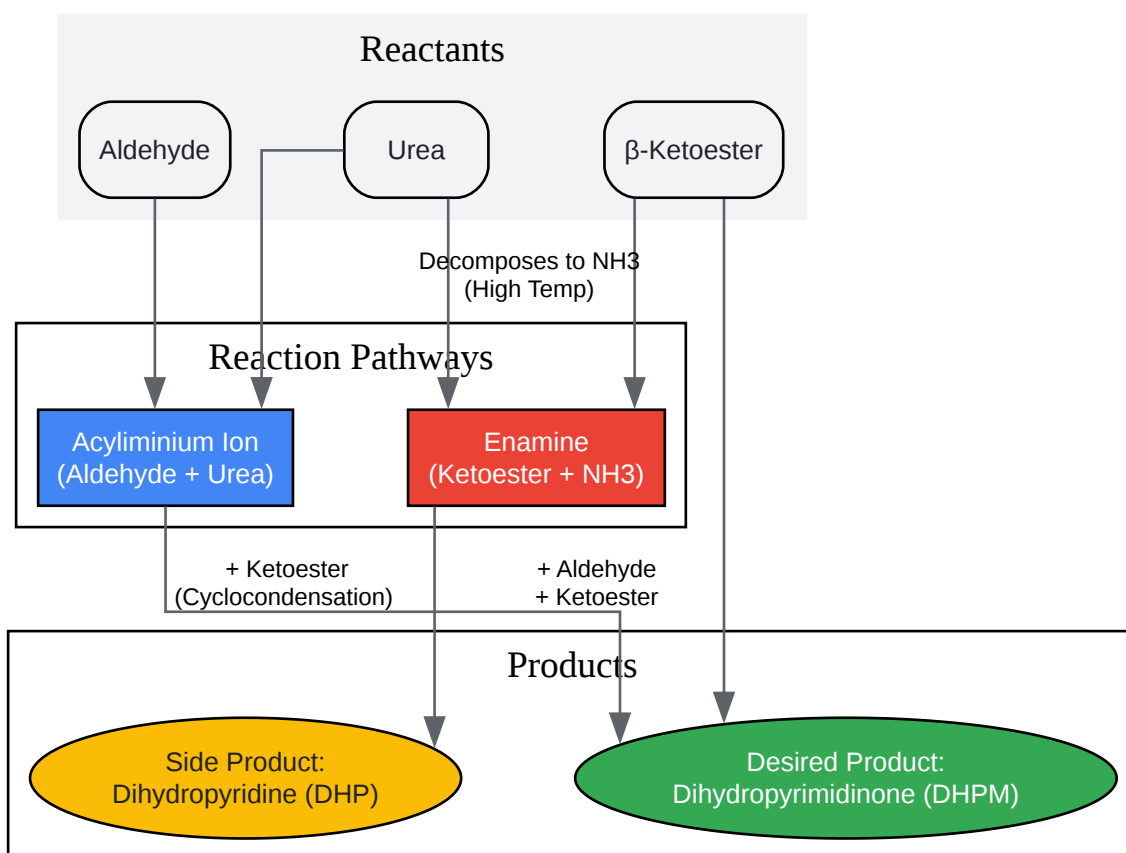 Reactants
Aldehyde
Urea
β-Ketoester
Decomposes to NH3
(High Temp)
Reaction Pathways
Acyliminium Ion
(Aldehyde + Urea)
Enamine
(Ketoester + NH3)
+ Ketoester
(Cyclocondensation)
+ Aldehyde
+ Ketoester
Products
Side Product:
Dihydropyridine (DHP)
Desired Product:
Dihydropyrimidinone (DHPM)